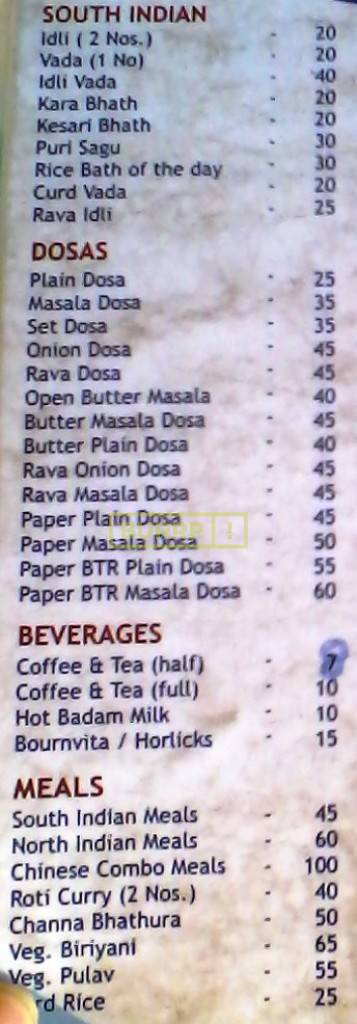 SOUTH INDIAN
Idli ( 2 Nos.) - 20
Vada (1 No) - 20
Idli Vada - 40
Kara Bhath - 20
Kesari Bhath - 20
Puri Sagu - 30
Rice Bath of the day - 30
Curd Vada - 20
Rava Idli - 25
DOSAS
Plain Dosa - 25
Masala Dosa - 35
Set Dosa - 35
Onion Dosa - 45
Rava Dosa - 45
Open Butter Masala - 40
Butter Masala Dosa - 45
Butter Plain Dosa - 40
Rava Onion Dosa - 45
Rava Masala Dosa - 45
Paper Plain Dosa - 45
Paper Masala Dosa - 50
Paper BTR Plain Dosa - 55
Paper BTR Masala Dosa - 60
BEVERAGES
Coffee & Tea (half) - 7
Coffee & Tea (full) - 10
Hot Badam Milk - 10
Bournvita / Horlicks - 15
MEALS
South Indian Meals - 45
North Indian Meals - 60
Chinese Combo Meals - 100
Roti Curry (2 Nos.) - 40
Channa Bhathura - 50
Veg. Biriyani - 65
Veg. Pulav - 55
rd Rice - 25